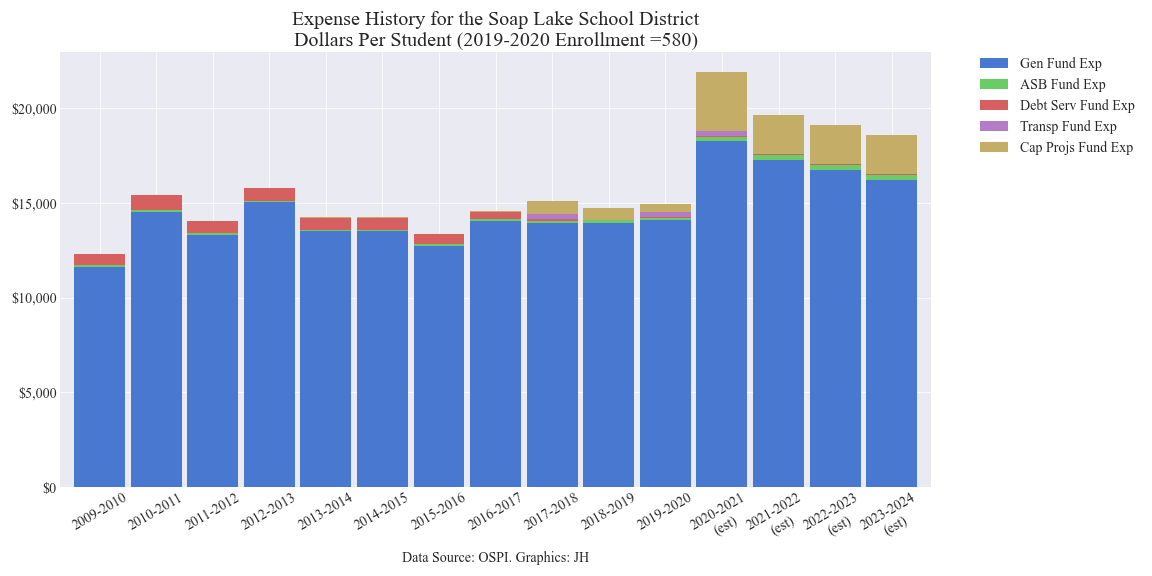 Expense History for the Soap Lake School District
Dollars Per Student (2019-2020 Enrollment =580)
Gen Fund Exp
ASB Fund Exp
Debt Serv Fund Exp
Transp Fund Exp
Cap Projs Fund Exp
$20,000
$15,000
$10,000
$5,000
$0
2009-2010
2010-2011
2011-2012
2012-2013
2013-2014
2014-2015
2015-2016
2016-2017
2017-2018
2018-2019
2019-2020
2020-2021
(est)
2021-2022
(est)
2022-2023
(est)
2023-2024
(est)
Data Source: OSPI. Graphics: JH